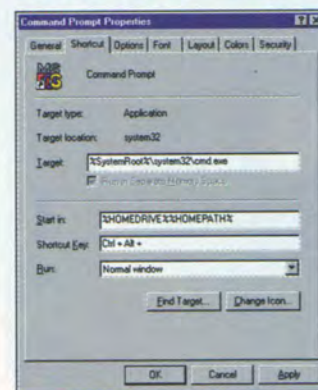 Command Prompt Properties
General Shortcut Options Font Layout Colors Security
Command Prompt
Target type: Application
Target location: system32
Target: %SystemRoot%\system32\cmd.exe
Start in: %HOMEDRIVE%%HOMEPATH%
Shortcut Key: Ctrl + Alt +
Run: Normal window
Find Target... Change Icon...
OK Cancel Apply